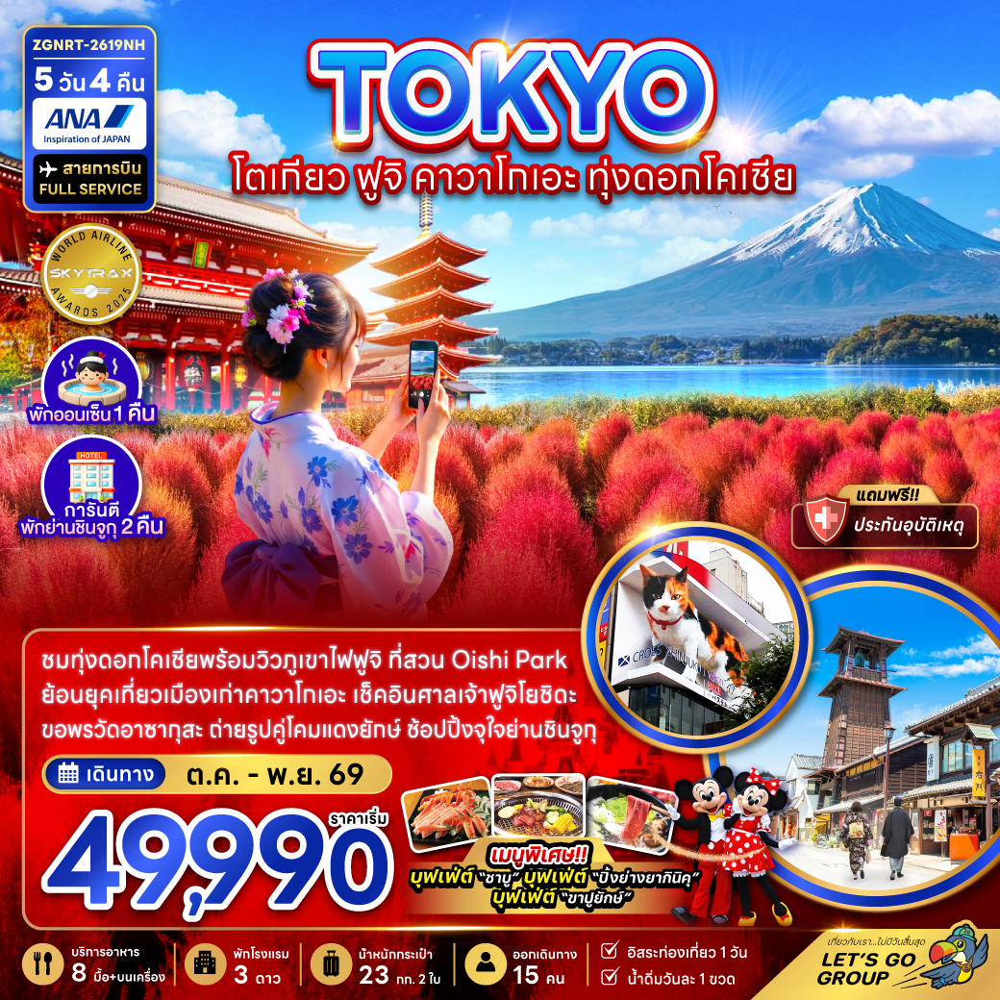 ZGNRT-2619NH
5 วัน 4 คืน
ANA
Inspiration of JAPAN
สายการบิน
FULL SERVICE
TOKYO
โตเกียว ฟูจิ คาวาโกเอะ ทุ่งดอกโคเชีย
WORLD AIRLINE
SKYTRAX
AWARDS 2025
พักออนเซ็น 1 คืน
HOTEL
การันตี
พักย่านชินจูกุ 2 คืน
แถมฟรี!!
ประกันอุบัติเหตุ
CROSS SHINJUKU
ชมทุ่งดอกโคเชียพร้อมวิวภูเขาไฟฟูจิ ที่สวน Oishi Park
ย้อนยุคเที่ยวเมืองเก่าคาวาโกเอะ เช็คอินศาลเจ้าฟูจิโยชิดะ
ขอพรวัดอาซากุสะ ถ่ายรูปคู่โคมแดงยักษ์ ช้อปปิ้งจุใจย่านชินจูกุ
เดินทาง ต.ค. - พ.ย. 69
ราคาเริ่ม
49,990
เมนูพิเศษ!!
บุฟเฟ่ต์ "ชาบู" บุฟเฟ่ต์ "ปิ้งย่างยากินิคุ"
บุฟเฟ่ต์ "ขาปูยักษ์"
บริการอาหาร
8 มื้อ+บนเครื่อง
พักโรงแรม
3 ดาว
น้ำหนักกระเป๋า
23 กก. 2 ใบ
ออกเดินทาง
15 คน
อิสระท่องเที่ยว 1 วัน
น้ำดื่มวันละ 1 ขวด
เที่ยวกับเรา...ไม่มีวันสิ้นสุด
LET'S GO
GROUP